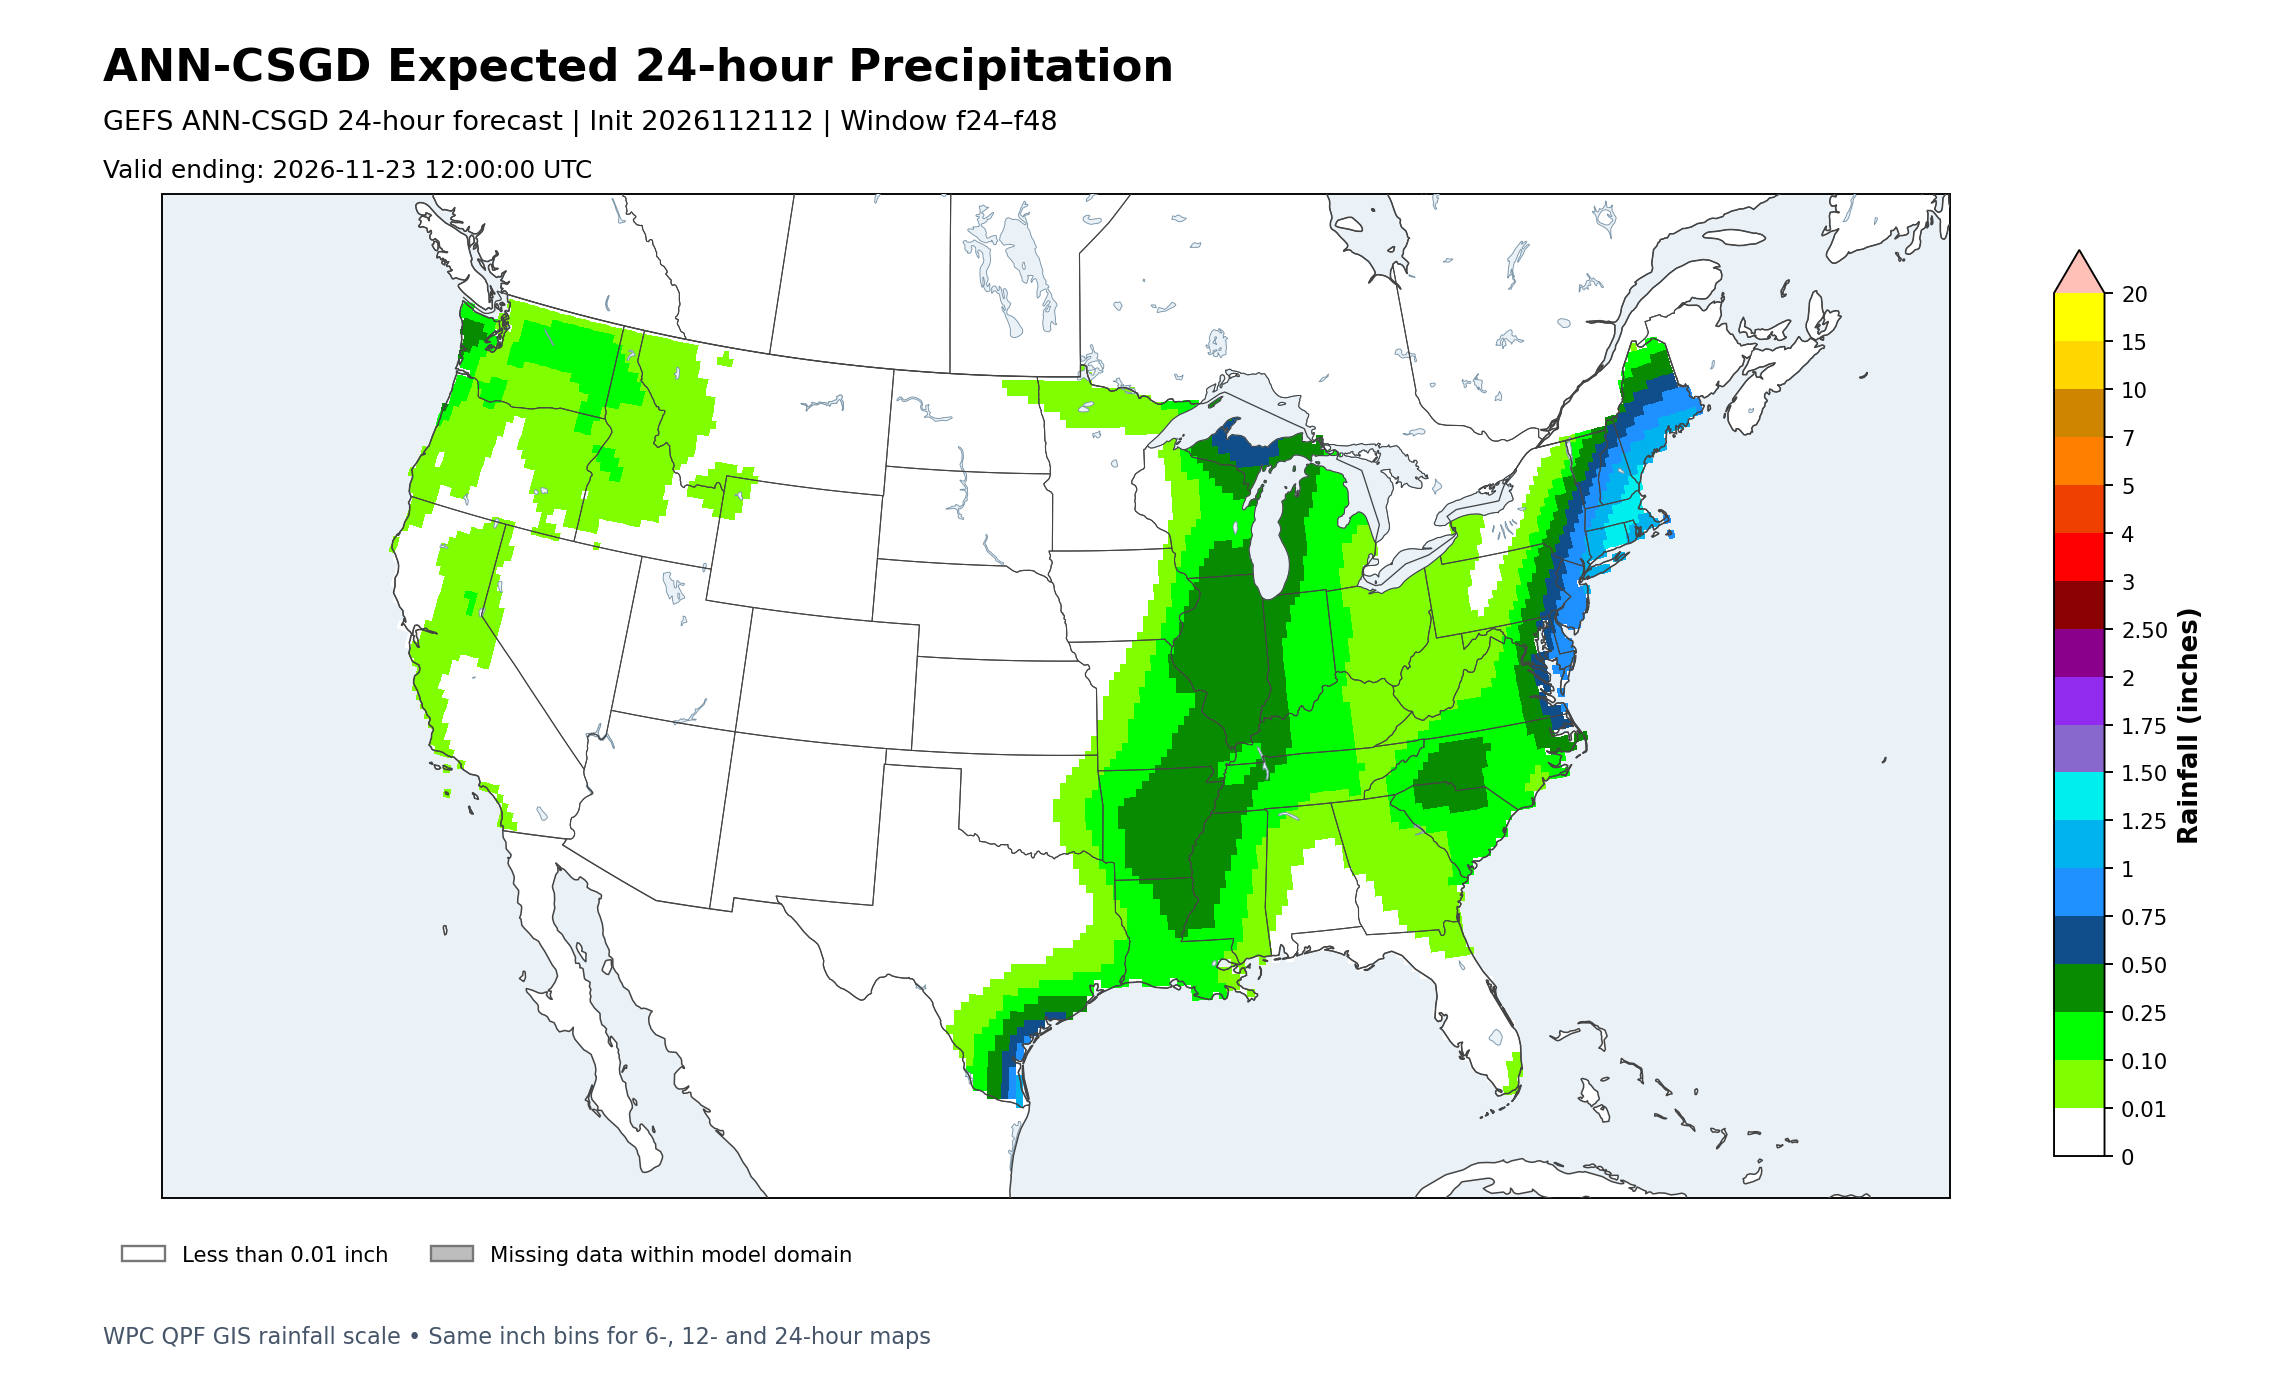 ANN-CSGD Expected 24-hour Precipitation
GEFS ANN-CSGD 24-hour forecast | Init 2026112112 | Window f24–f48
Valid ending: 2026-11-23 12:00:00 UTC
20
15
10
7
5
4
3
2.50
2
1.75
1.50
1.25
1
0.75
0.50
0.25
0.10
0.01
0
Rainfall (inches)
Less than 0.01 inch
Missing data within model domain
WPC QPF GIS rainfall scale • Same inch bins for 6-, 12- and 24-hour maps